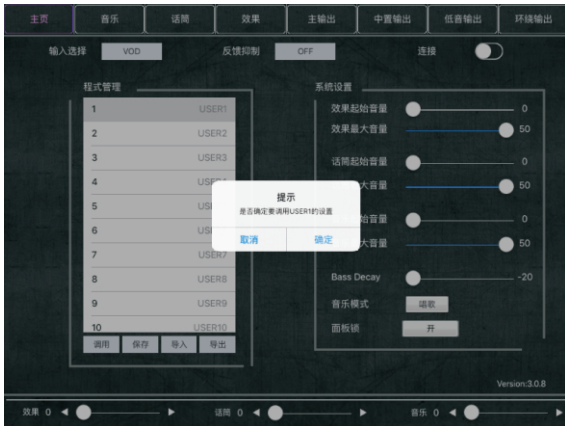 主页 音乐 话筒 效果 主输出 中置输出 低音输出 环绕输出
输入选择 VOD 反馈抑制 OFF 连接
程式管理 系统设置
1 USER1
2 USER2
3 USER3
4
5
6
7 USER7
8 USER8
9 USER9
10 USER10
调用 保存 导入 导出
效果起始音量 0
效果最大音量 50
话筒起始音量 0
大音量 50
始音量 0
大音量 50
Bass Decay -20
音乐模式 唱歌
面板锁 开
提示
是否确定要调用USER1的设置
取消 确定
Version:3.0.8
效果 0 话筒 0 音乐 0